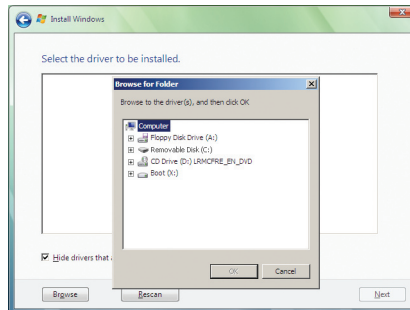 Install Windows
Select the driver to be installed.
Browse for Folder
Browse to the driver(s), and then click OK
Computer
Floppy Disk Drive (A:)
Removable Disk (C:)
CD Drive (D:) LRMCFRE_EN_DVD
Boot (X:)
Hide drivers that
OK
Cancel
Browse
Rescan
Next